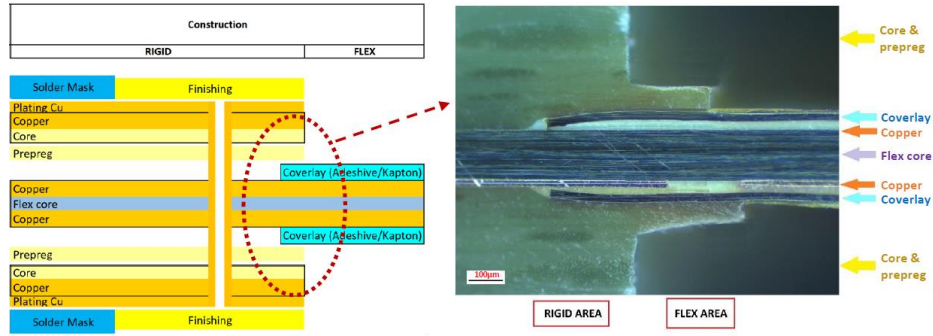 Construction
RIGID
FLEX
Solder Mask
Finishing
Plating Cu
Copper
Core
Prepreg
Coverlay (Adeshive/Kapton)
Copper
Flex core
Copper
Coverlay (Adeshive/Kapton)
Prepreg
Core
Copper
Plating Cu
Solder Mask
Finishing
Core &
prepreg
Coverlay
Copper
Flex core
Copper
Coverlay
Core &
prepreg
100µm
RIGID AREA
FLEX AREA